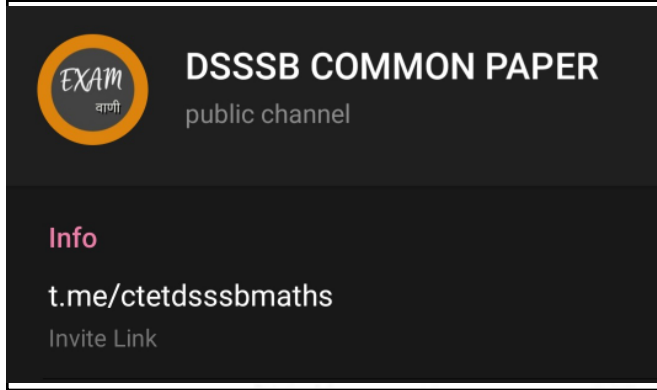 EXAM
वाणी
DSSSB COMMON PAPER
public channel
Info
t.me/ctetdsssbmaths
Invite Link